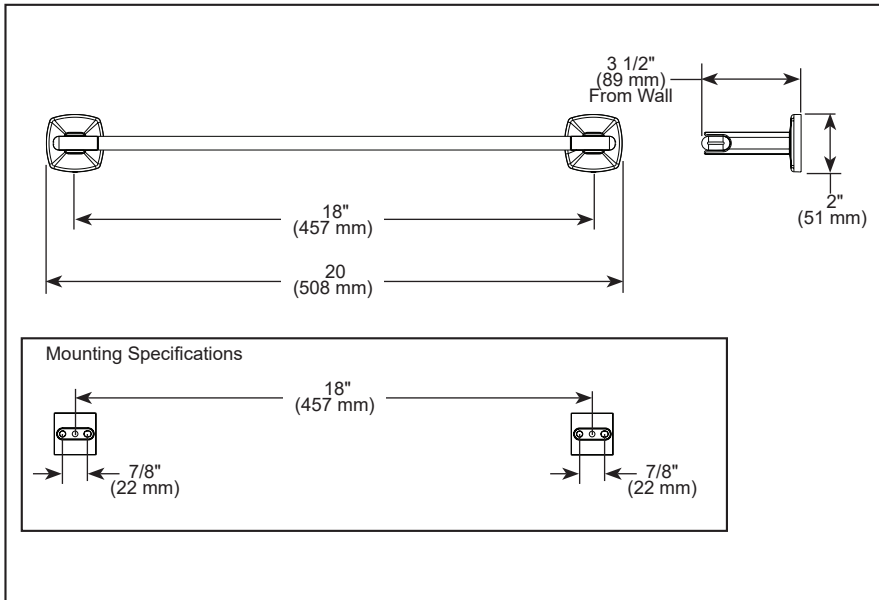 3 1/2"
(89 mm)
From Wall
2"
(51 mm)
18"
(457 mm)
20
(508 mm)
Mounting Specifications
18"
(457 mm)
7/8"
(22 mm)
7/8"
(22 mm)